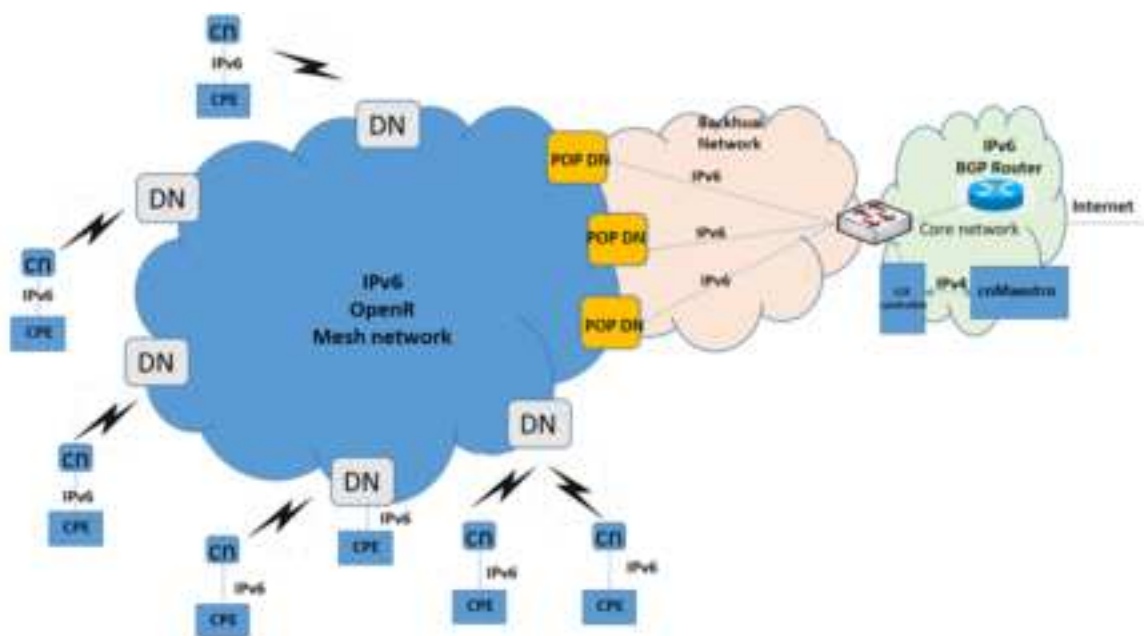 cn
IPv6
CPE
DN
DN
cn
IPv6
CPE
DN
cn
IPv6
CPE
cn
IPv6
CPE
DN
IPv6
CPE
DN
cn
IPv6
CPE
cn
IPv6
CPE
IPv6
OpenR
Mesh network
POP DN
POP DN
POP DN
Backhual
Network
IPv6
IPv6
IPv6
IPv6
BGP Router
Core network
Internet
IPv4
cnMaestro